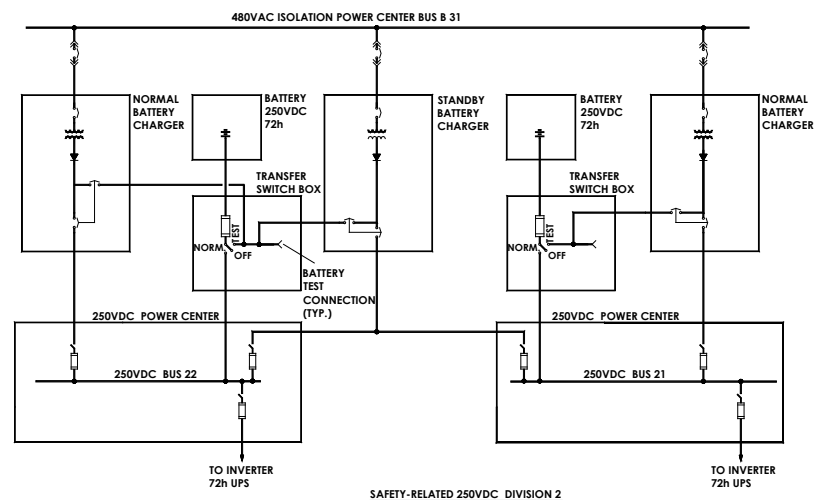 480VAC ISOLATION POWER CENTER BUS B 31
NORMAL
BATTERY
CHARGER
BATTERY
250VDC
72h
STANDBY
BATTERY
CHARGER
BATTERY
250VDC
72h
NORMAL
BATTERY
CHARGER
TRANSFER
SWITCH BOX
TRANSFER
SWITCH BOX
NORM.
TEST
OFF
NORM.
TEST
OFF
BATTERY
TEST
CONNECTION
(TYP.)
250VDC POWER CENTER
250VDC POWER CENTER
250VDC BUS 22
250VDC BUS 21
TO INVERTER
72h UPS
TO INVERTER
72h UPS
SAFETY-RELATED 250VDC DIVISION 2